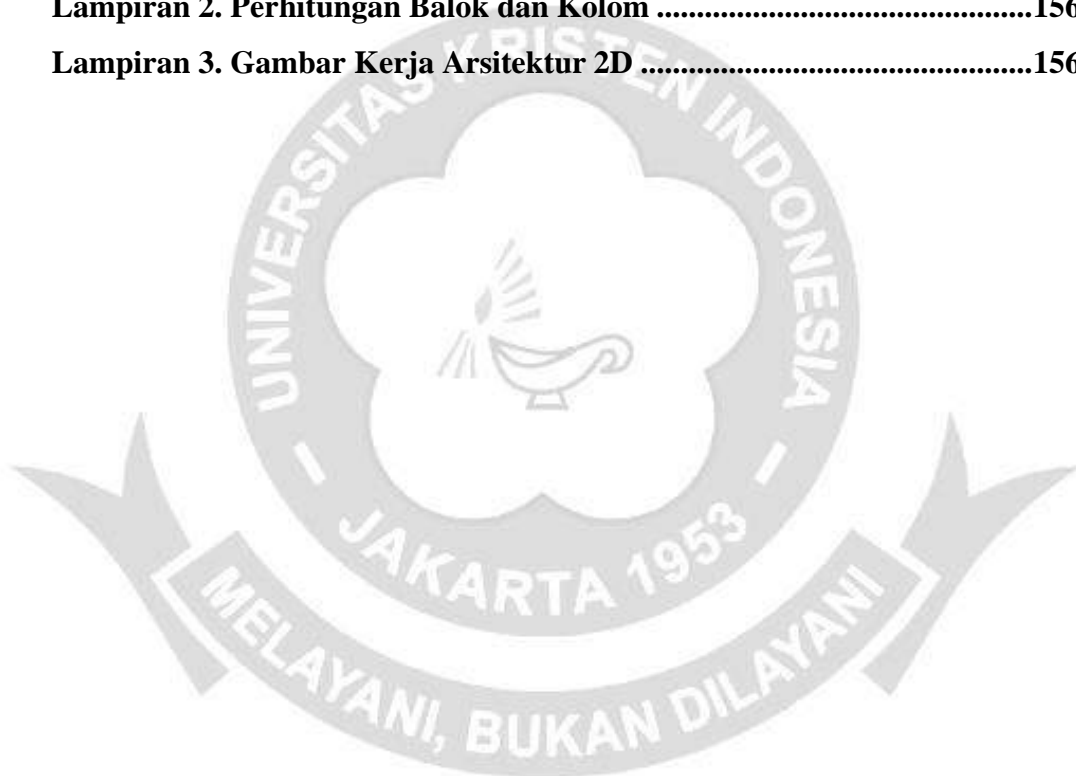 Lampiran 2. Perhitungan Balok dan Kolom ..........................................156
Lampiran 3. Gambar Kerja Arsitektur 2D ............................................156
UNIVERSITAS KRISTEN INDONESIA
JAKARTA 1953
MELAYANI, BUKAN DILAYANI